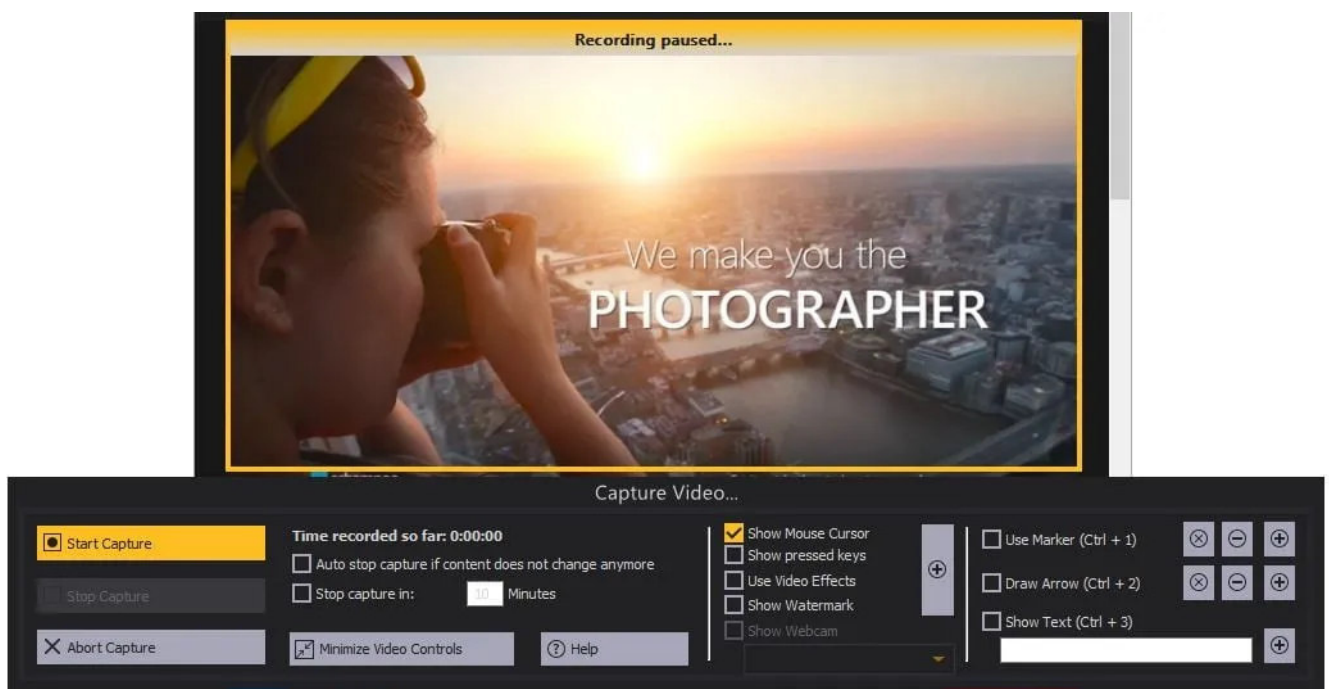 Recording paused...
We make you the
PHOTOGRAPHER
Capture Video...
Start Capture
Stop Capture
Abort Capture
Time recorded so far: 0:00:00
Auto stop capture if content does not change anymore
Stop capture in: 10 Minutes
Minimize Video Controls
Help
Show Mouse Cursor
Show pressed keys
Use Video Effects
Show Watermark
Show Webcam
Use Marker (Ctrl + 1)
Draw Arrow (Ctrl + 2)
Show Text (Ctrl + 3)